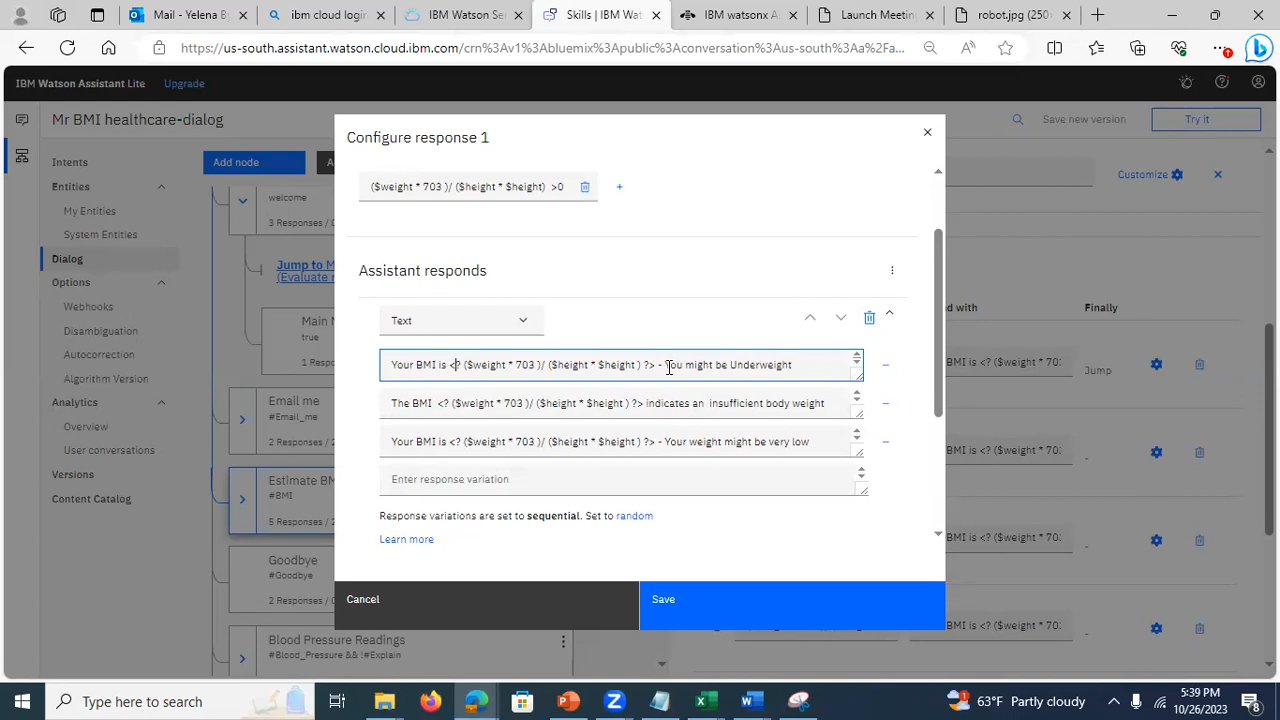 Mail - Yelena By
ibm cloud login
IBM Watson Se
Skills | IBM Wat
IBM watsonx A
Launch Meeting
robot.jpg (250
https://us-south.assistant.watson.cloud.ibm.com/crn%3Av1%3Abluemix%3Apublic%3Aconversation%3Aus-south%3Aa%2Fa...
IBM Watson Assistant Lite
Upgrade
Mr BMI healthcare-dialog
Save new version
Try it
Intents
Entities
My Entities
System Entities
Dialog
Options
Webhooks
Disambiguation
Autocorrection
Algorithm Version
Analytics
Overview
User conversations
Versions
Content Catalog
Add node
A
welcome
3 Responses / 0
Jump to M
(Evaluate r
Main M
true
1 Respo
Email me
#Email_me
2 Responses / 2
Estimate BM
#BMI
5 Responses / 2
Goodbye
#Goodbye
2 Responses /
Blood Pressure Readings
#Blood_Pressure && !#Explain
Configure response 1
($weight * 703 )/ ($height * $height) >0
Assistant responds
Text
Your BMI is <? ($weight * 703 )/ ($height * $height ) ?> - You might be Underweight
The BMI <? ($weight * 703 )/ ($height * $height ) ?> indicates an insufficient body weight
Your BMI is <? ($weight * 703 )/ ($height * $height ) ?> - Your weight might be very low
Enter response variation
Response variations are set to sequential. Set to random
Learn more
Cancel
Save
Customize
d with
Finally
BMI is <? ($weight * 70:
Jump
BMI is <? ($weight * 70:
-
BMI is <? ($weight * 70:
-
BMI is <? ($weight * 70:
-
Type here to search
63°F Partly cloudy
5:39 PM
10/26/2023
8